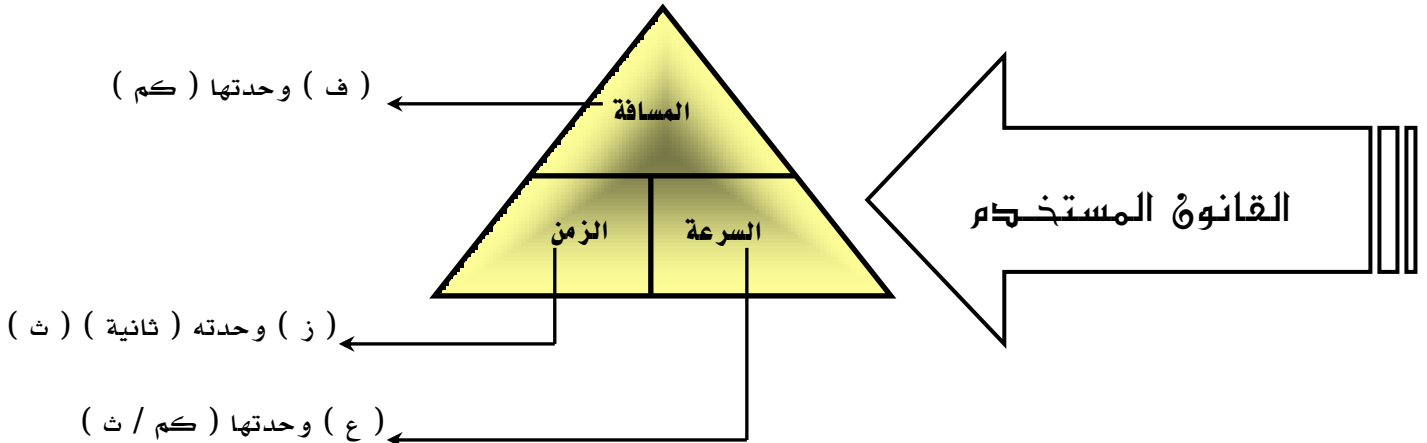 ( ف ) وحدتها ( كم )
المسافة
القانون المستخدم
السرعة
الزمن
( ز ) وحدته ( ثانية ) ( ث )
( ع ) وحدتها ( كم / ث )